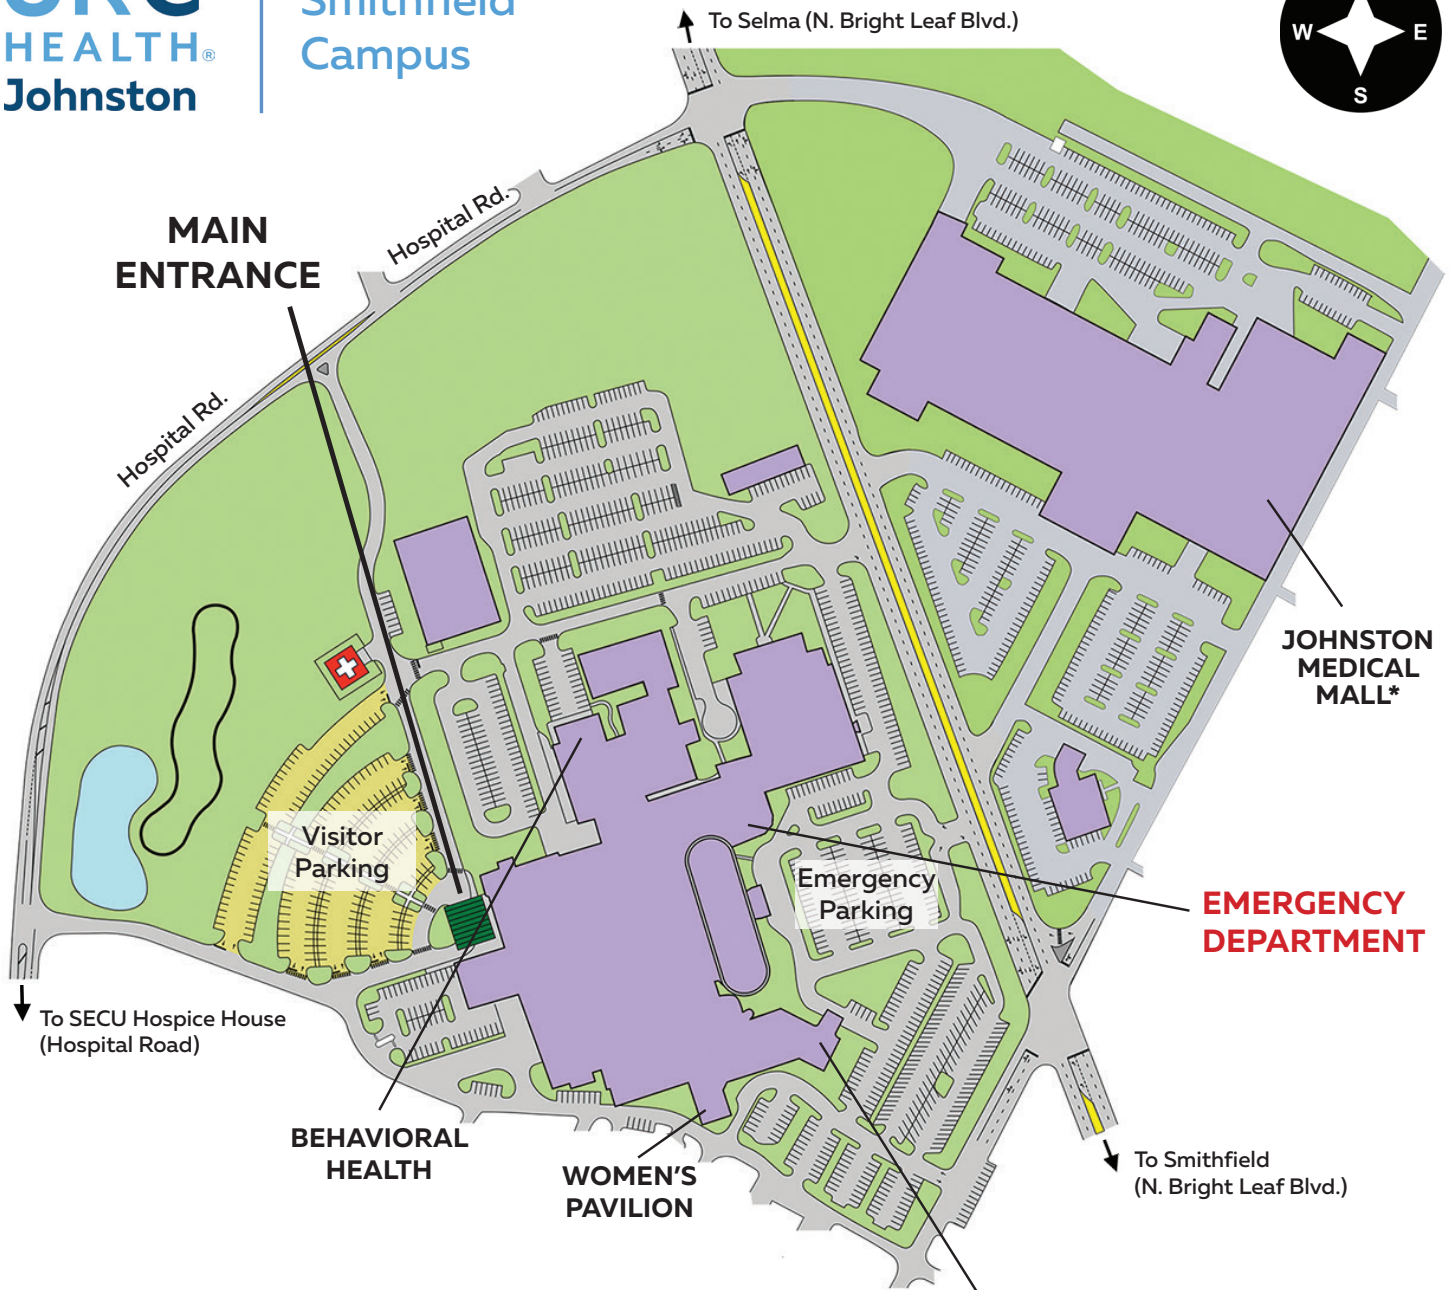 HEALTH®
Johnston
Smithfield
Campus
To Selma (N. Bright Leaf Blvd.)
W
E
S
Hospital Rd.
MAIN
ENTRANCE
Hospital Rd.
JOHNSTON
MEDICAL
MALL*
Visitor
Parking
Emergency
Parking
EMERGENCY
DEPARTMENT
To SECU Hospice House
(Hospital Road)
BEHAVIORAL
HEALTH
WOMEN'S
PAVILION
To Smithfield
(N. Bright Leaf Blvd.)